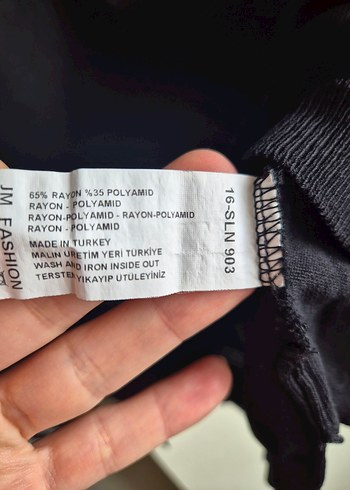 65% RAYON %35 POLYAMID
RAYON - POLYAMID
RAYON-POLYAMID - RAYON-POLYAMID
RAYON - POLYAMID
MADE IN TURKEY
MALIN ÜRETİM YERİ TÜRKİYE
WASH AND IRON INSIDE OUT
TERSTEN YIKAYIP ÜTÜLEYİNİZ
JM FASHION
16-SLN 903